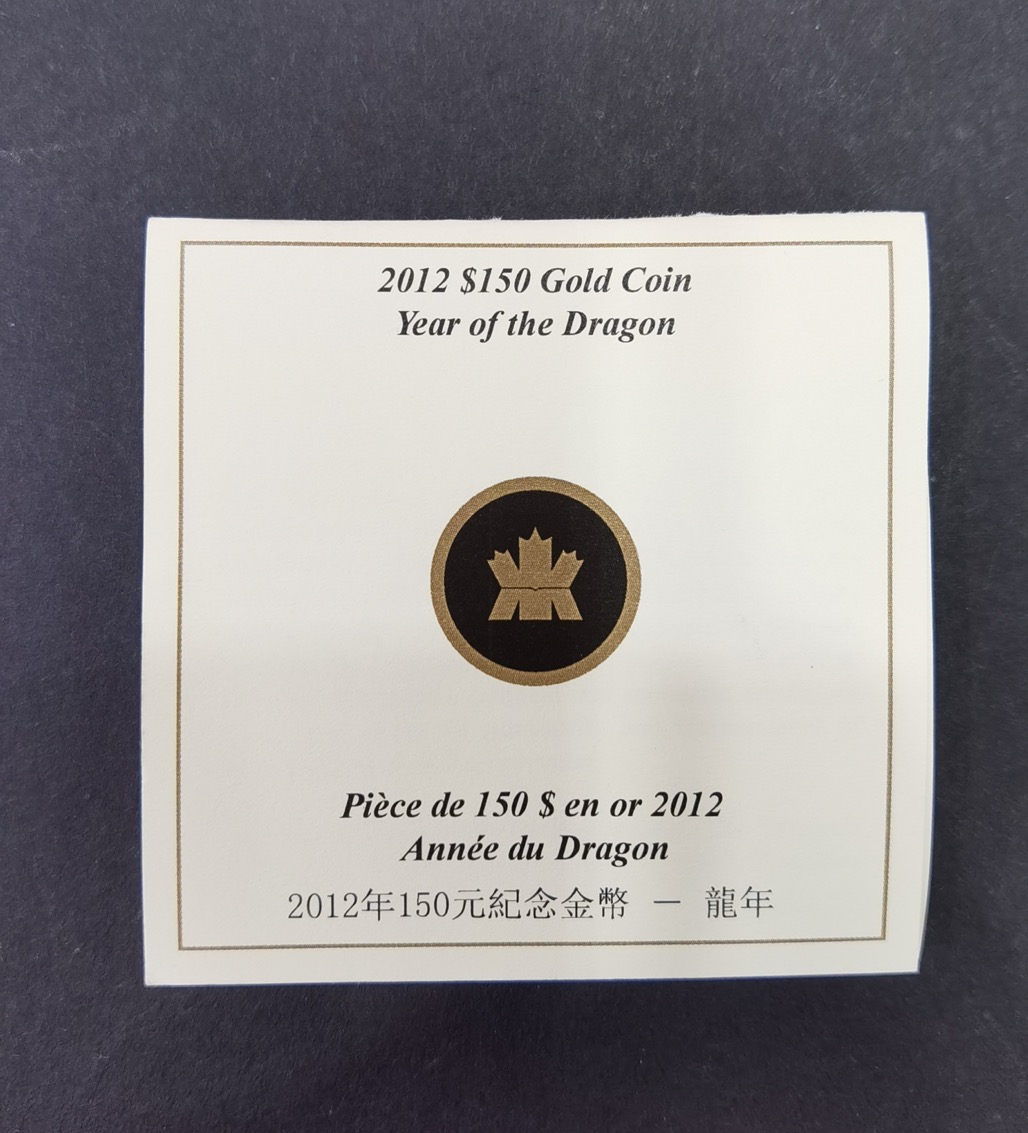 2012 $150 Gold Coin
Year of the Dragon
Pièce de 150 $ en or 2012
Année du Dragon
2012年150元紀念金幣 － 龍年